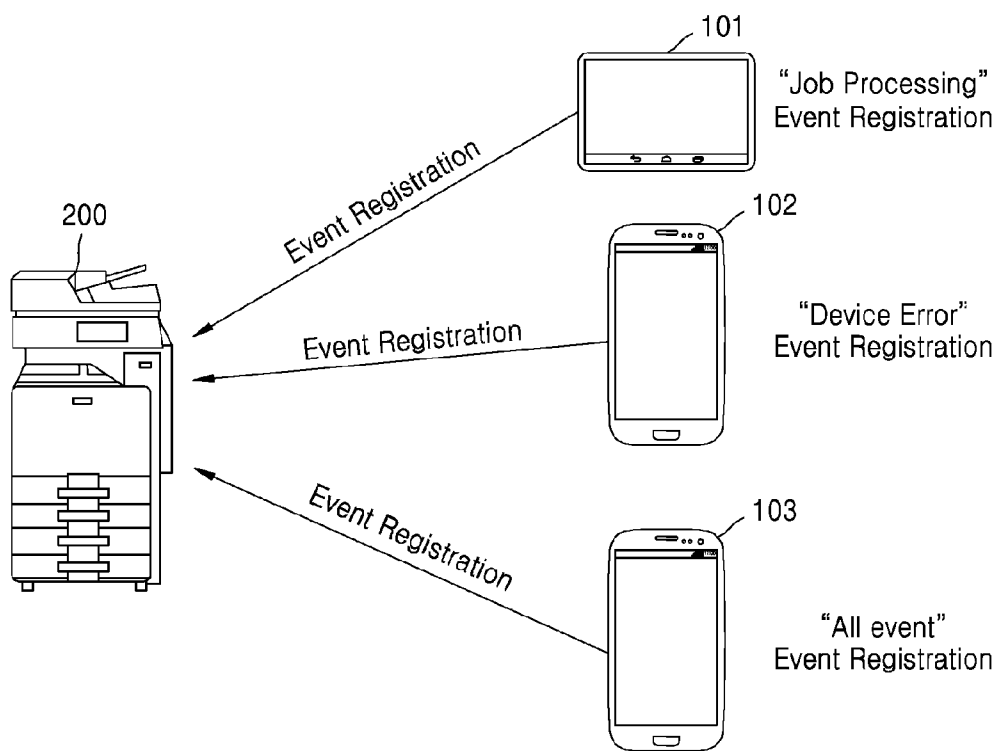 101
“Job Processing”
Event Registration
Event Registration
200
102
“Device Error”
Event Registration
Event Registration
103
Event Registration
“All event”
Event Registration